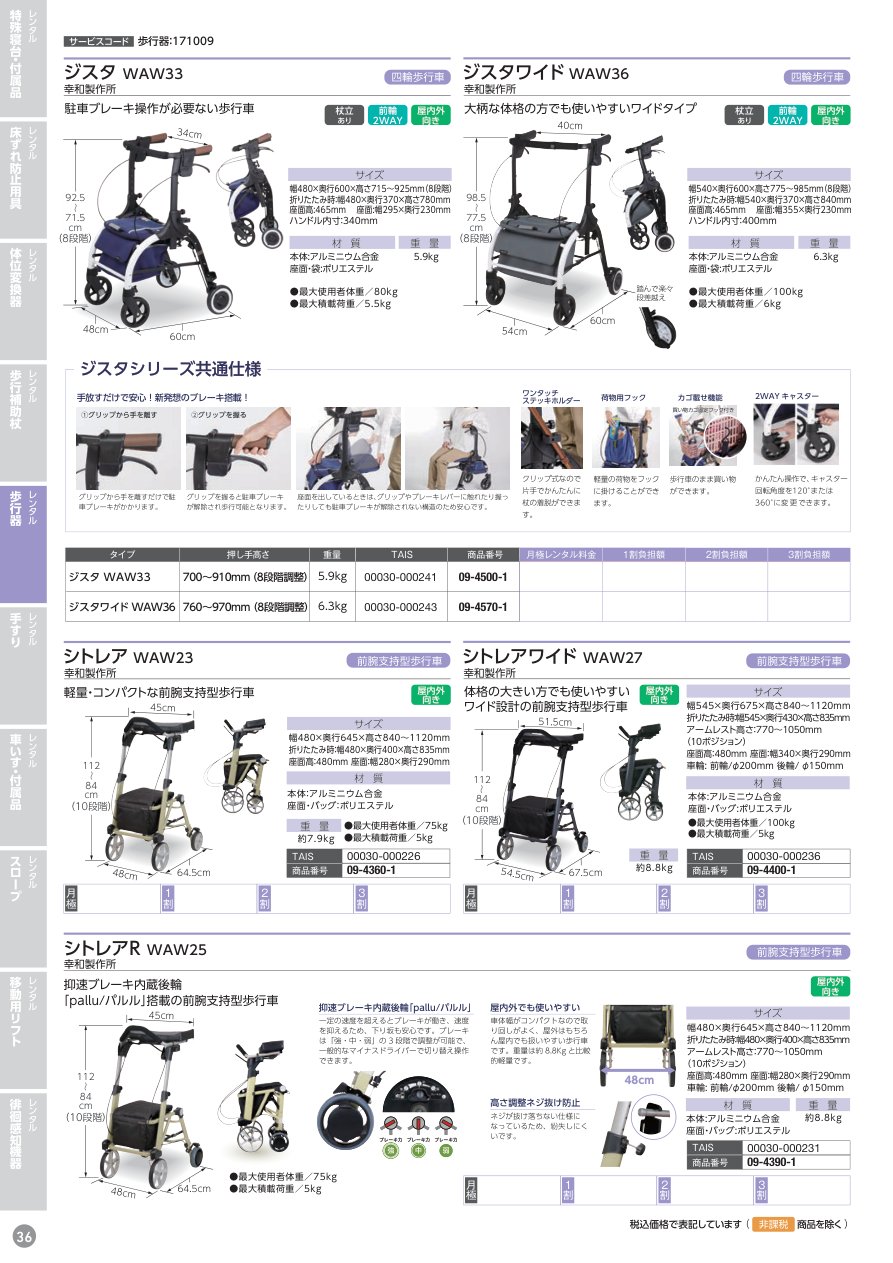 レンタル
特殊寝台・付属品
レンタル
床ずれ防止用具
レンタル
体位変換器
レンタル
歩行補助杖
レンタル
歩行器
レンタル
手すり
レンタル
車いす・付属品
レンタル
スロープ
レンタル
移動用リフト
レンタル
徘徊感知機器
36
サービスコード 歩行器:171009
ジスタ WAW33
四輪歩行車
幸和製作所
駐車ブレーキ操作が必要ない歩行車
杖立あり
前輪2WAY
屋内外向き
34cm
92.5
〜
71.5
cm
(8段階)
48cm
60cm
サイズ
幅480×奥行600×高さ715〜925mm(8段階)
折りたたみ時:幅480×奥行370×高さ780mm
座面高:465mm 座面:幅295×奥行230mm
ハンドル内寸:340mm
材 質 重 量
本体:アルミニウム合金 5.9kg
座面・袋:ポリエステル
●最大使用者体重／80kg
●最大積載荷重／5.5kg
ジスタワイド WAW36
四輪歩行車
幸和製作所
大柄な体格の方でも使いやすいワイドタイプ
杖立あり
前輪2WAY
屋内外向き
40cm
98.5
〜
77.5
cm
(8段階)
54cm
60cm
踏んで楽々
段差越え
サイズ
幅540×奥行600×高さ775〜985mm(8段階)
折りたたみ時:幅540×奥行370×高さ840mm
座面高:465mm 座面:幅355×奥行230mm
ハンドル内寸:400mm
材 質 重 量
本体:アルミニウム合金 6.3kg
座面・袋:ポリエステル
●最大使用者体重／100kg
●最大積載荷重／6kg
ジスタシリーズ共通仕様
手放すだけで安心！新発想のブレーキ搭載！
①グリップから手を離す
グリップから手を離すだけで駐
車ブレーキがかかります。
②グリップを握る
グリップを握ると駐車ブレーキ
が解除され歩行可能となります。
座面を出しているときは、グリップやブレーキレバーに触れたり握っ
たりしても駐車ブレーキが解除されない構造のため安心です。
ワンタッチ
ステッキホルダー
クリップ式なので
片手でかんたんに
杖の着脱ができま
す。
荷物用フック
軽量の荷物をフック
に掛けることができ
ます。
カゴ載せ機能
買い物カゴ固定フック付き
歩行車のまま買い物
ができます。
2WAYキャスター
かんたん操作で、キャスター
回転角度を120°または
360°に変更できます。
タイプ 押し手高さ 重量 TAIS 商品番号 月極レンタル料金 1割負担額 2割負担額 3割負担額
ジスタ WAW33 700〜910mm (8段階調整) 5.9kg 00030-000241 09-4500-1
ジスタワイド WAW36 760〜970mm (8段階調整) 6.3kg 00030-000243 09-4570-1
シトレア WAW23
前腕支持型歩行車
幸和製作所
軽量・コンパクトな前腕支持型歩行車
屋内外向き
45cm
112
〜
84
cm
(10段階)
48cm
64.5cm
サイズ
幅480×奥行645×高さ840〜1120mm
折りたたみ時:幅480×奥行400×高さ835mm
座面高:480mm 座面:幅280×奥行290mm
材 質
本体:アルミニウム合金
座面・バッグ:ポリエステル
重 量
約7.9kg
●最大使用者体重／75kg
●最大積載荷重／5kg
TAIS 00030-000226
商品番号 09-4360-1
月極 1割 2割 3割
シトレアワイド WAW27
前腕支持型歩行車
幸和製作所
体格の大きい方でも使いやすい
ワイド設計の前腕支持型歩行車
屋内外向き
51.5cm
112
〜
84
cm
(10段階)
54.5cm
67.5cm
重 量
約8.8kg
サイズ
幅545×奥行675×高さ840〜1120mm
折りたたみ時:幅545×奥行430×高さ835mm
アームレスト高さ:770〜1050mm
(10ポジション)
座面高:480mm 座面:幅340×奥行290mm
車輪: 前輪/φ200mm 後輪/ φ150mm
材 質
本体:アルミニウム合金
座面・バッグ:ポリエステル
●最大使用者体重／100kg
●最大積載荷重／5kg
TAIS 00030-000236
商品番号 09-4400-1
月極 1割 2割 3割
シトレアR WAW25
前腕支持型歩行車
幸和製作所
抑速ブレーキ内蔵後輪
「pallu/パルル」搭載の前腕支持型歩行車
屋内外向き
45cm
112
〜
84
cm
(10段階)
48cm
64.5cm
●最大使用者体重／75kg
●最大積載荷重／5kg
抑速ブレーキ内蔵後輪「pallu/パルル」
一定の速度を超えるとブレーキが働き、速度
を抑えるため、下り坂も安心です。ブレーキ
は「強・中・弱」の3段階で調整が可能で、
一般的なマイナスドライバーで切り替え操作
できます。
ブレーキ力 ブレーキ力 ブレーキ力
強 中 弱
屋内外でも使いやすい
車体幅がコンパクトなので取
り回しがよく、屋外はもちろ
ん屋内でも扱いやすい歩行車
です。重量は約8.8Kgと比較
的軽量です。
48cm
高さ調整ネジ抜け防止
ネジが抜け落ちない仕様に
なっているため、紛失しにく
いです。
サイズ
幅480×奥行645×高さ840〜1120mm
折りたたみ時:幅480×奥行400×高さ835mm
アームレスト高さ:770〜1050mm
(10ポジション)
座面高:480mm 座面:幅280×奥行290mm
車輪: 前輪/φ200mm 後輪/ φ150mm
材 質 重 量
本体:アルミニウム合金 約8.8kg
座面・バッグ:ポリエステル
TAIS 00030-000231
商品番号 09-4390-1
月極 1割 2割 3割
税込価格で表記しています ( 非課税 商品を除く )